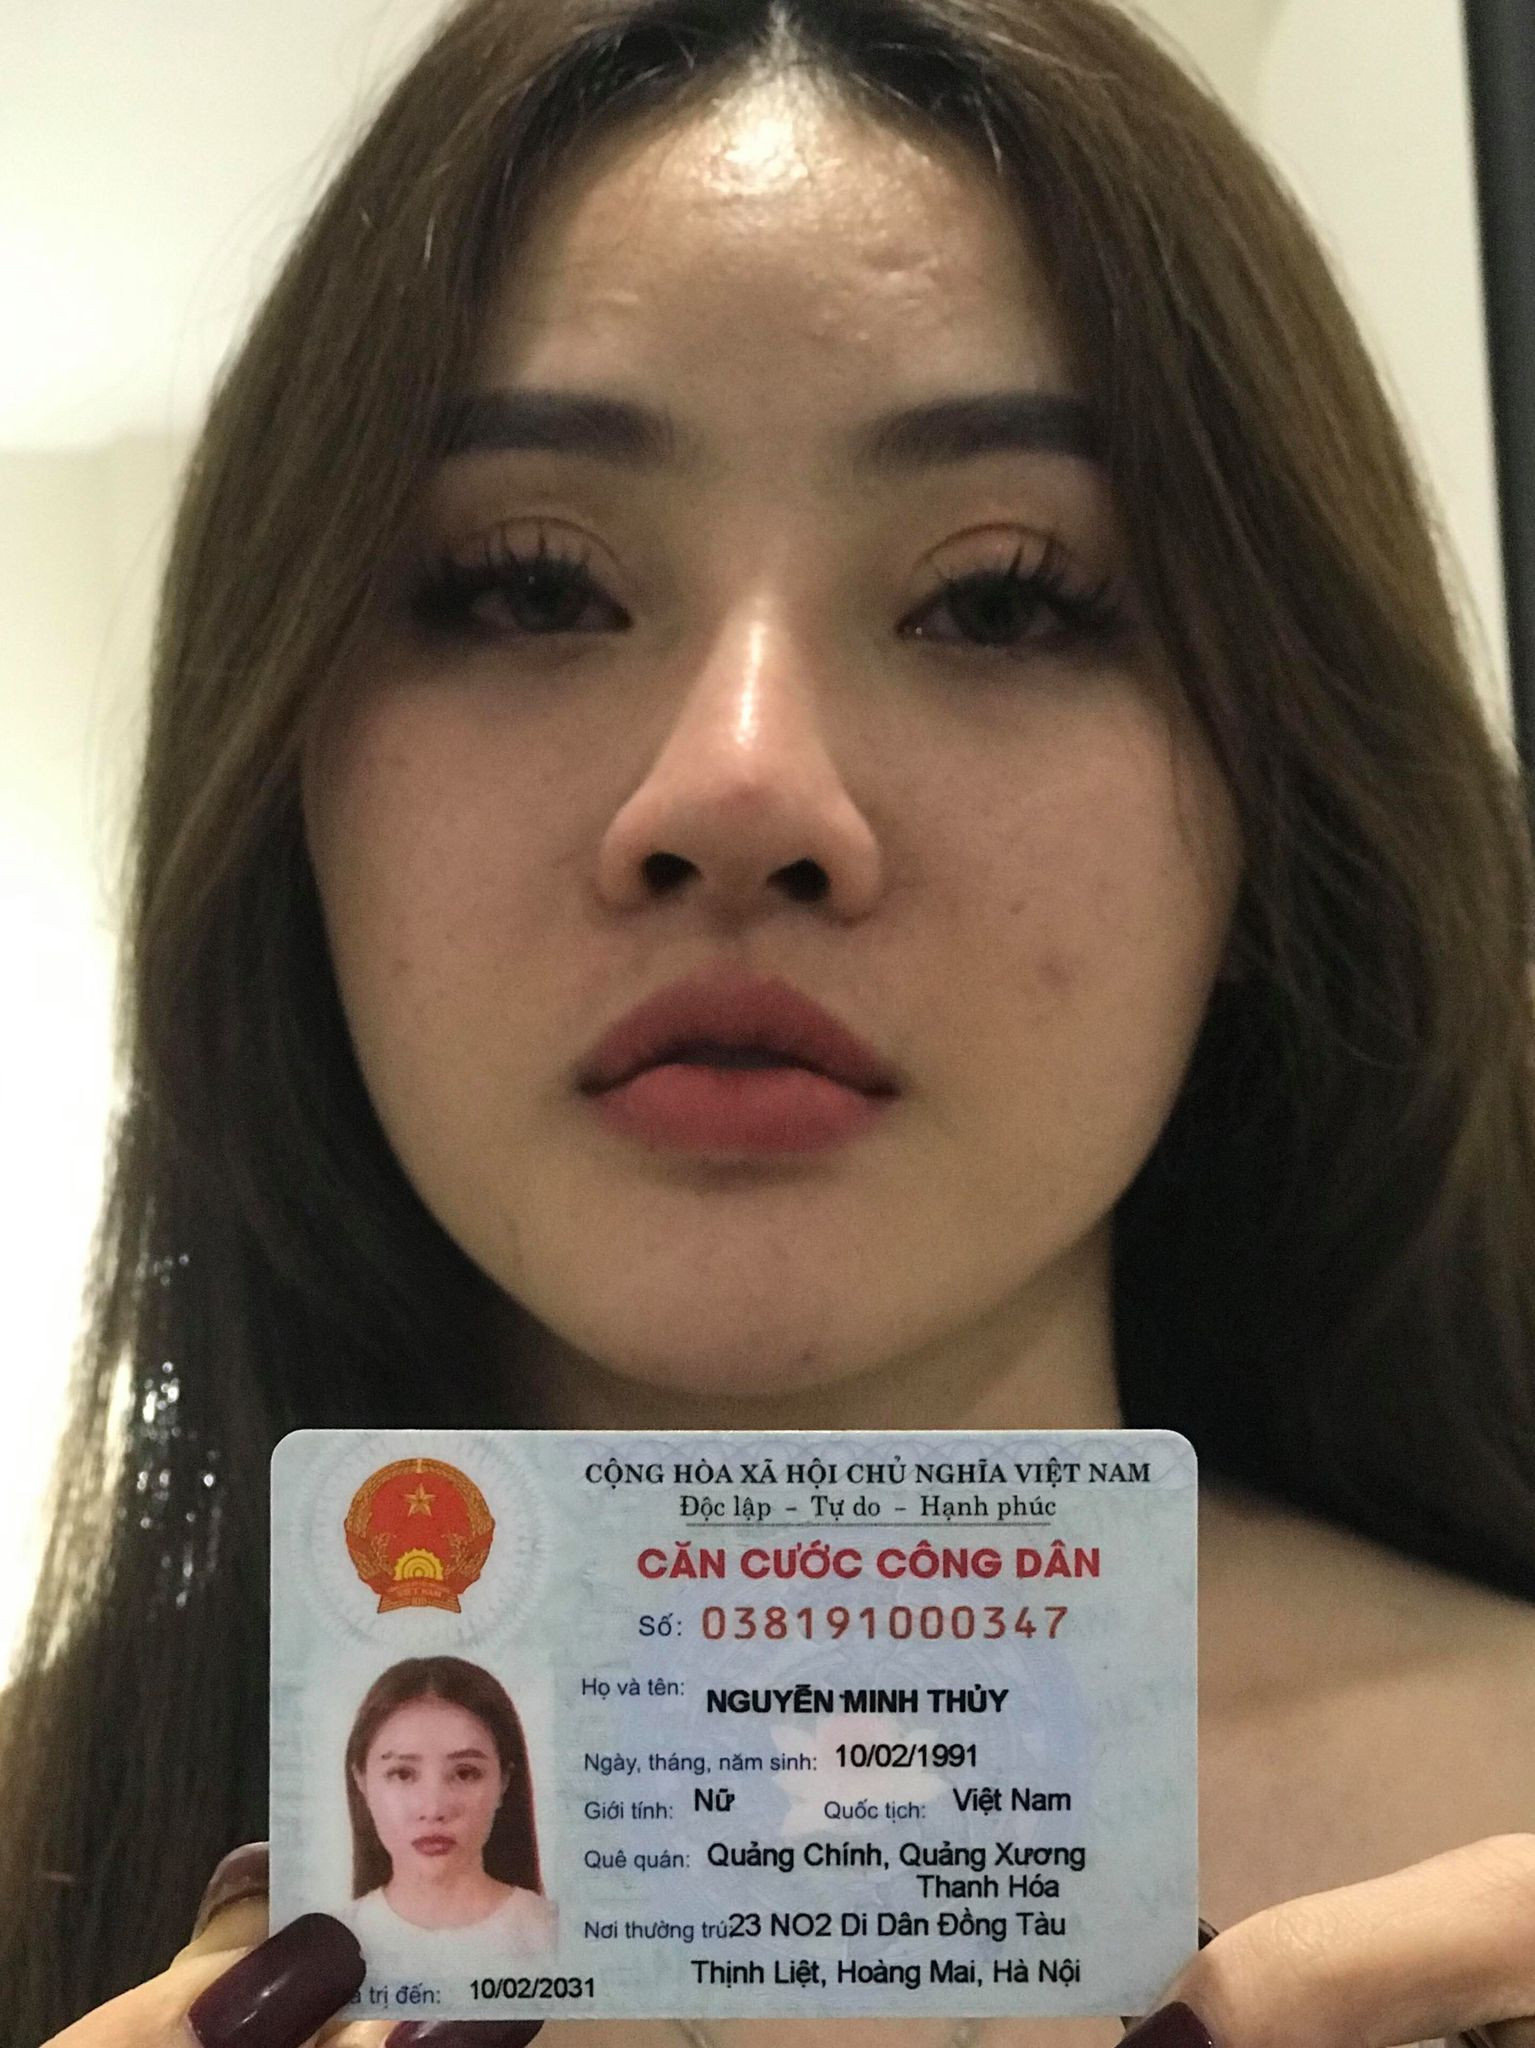 CỘNG HÒA XÃ HỘI CHỦ NGHĨA VIỆT NAM
Độc lập - Tự do - Hạnh phúc
CĂN CƯỚC CÔNG DÂN
Số: 038191000347
Họ và tên: NGUYỄN MINH THỦY
Ngày, tháng, năm sinh: 10/02/1991
Giới tính: Nữ Quốc tịch: Việt Nam
Quê quán: Quảng Chính, Quảng Xương
Thanh Hóa
Nơi thường trú: 23 NO2 Di Dân Đồng Tàu
Thịnh Liệt, Hoàng Mai, Hà Nội
trị đến: 10/02/2031